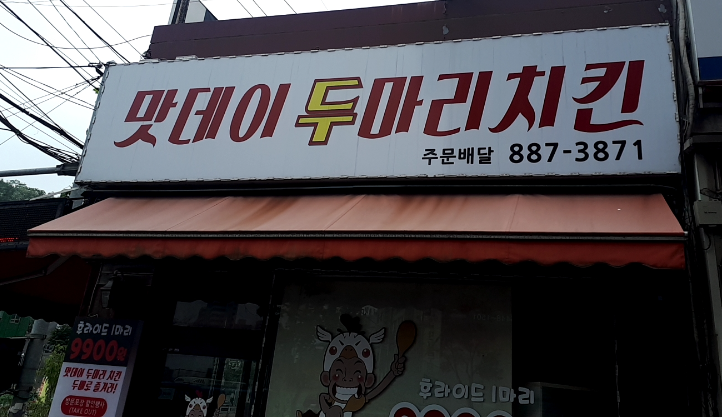 맛데이 두마리치킨
주문배달 887-3871
후라이드 1마리
9900원
맛데이 두마리 치킨
두배로 즐겨라!
(TAKE OUT)
후라이드 1마리